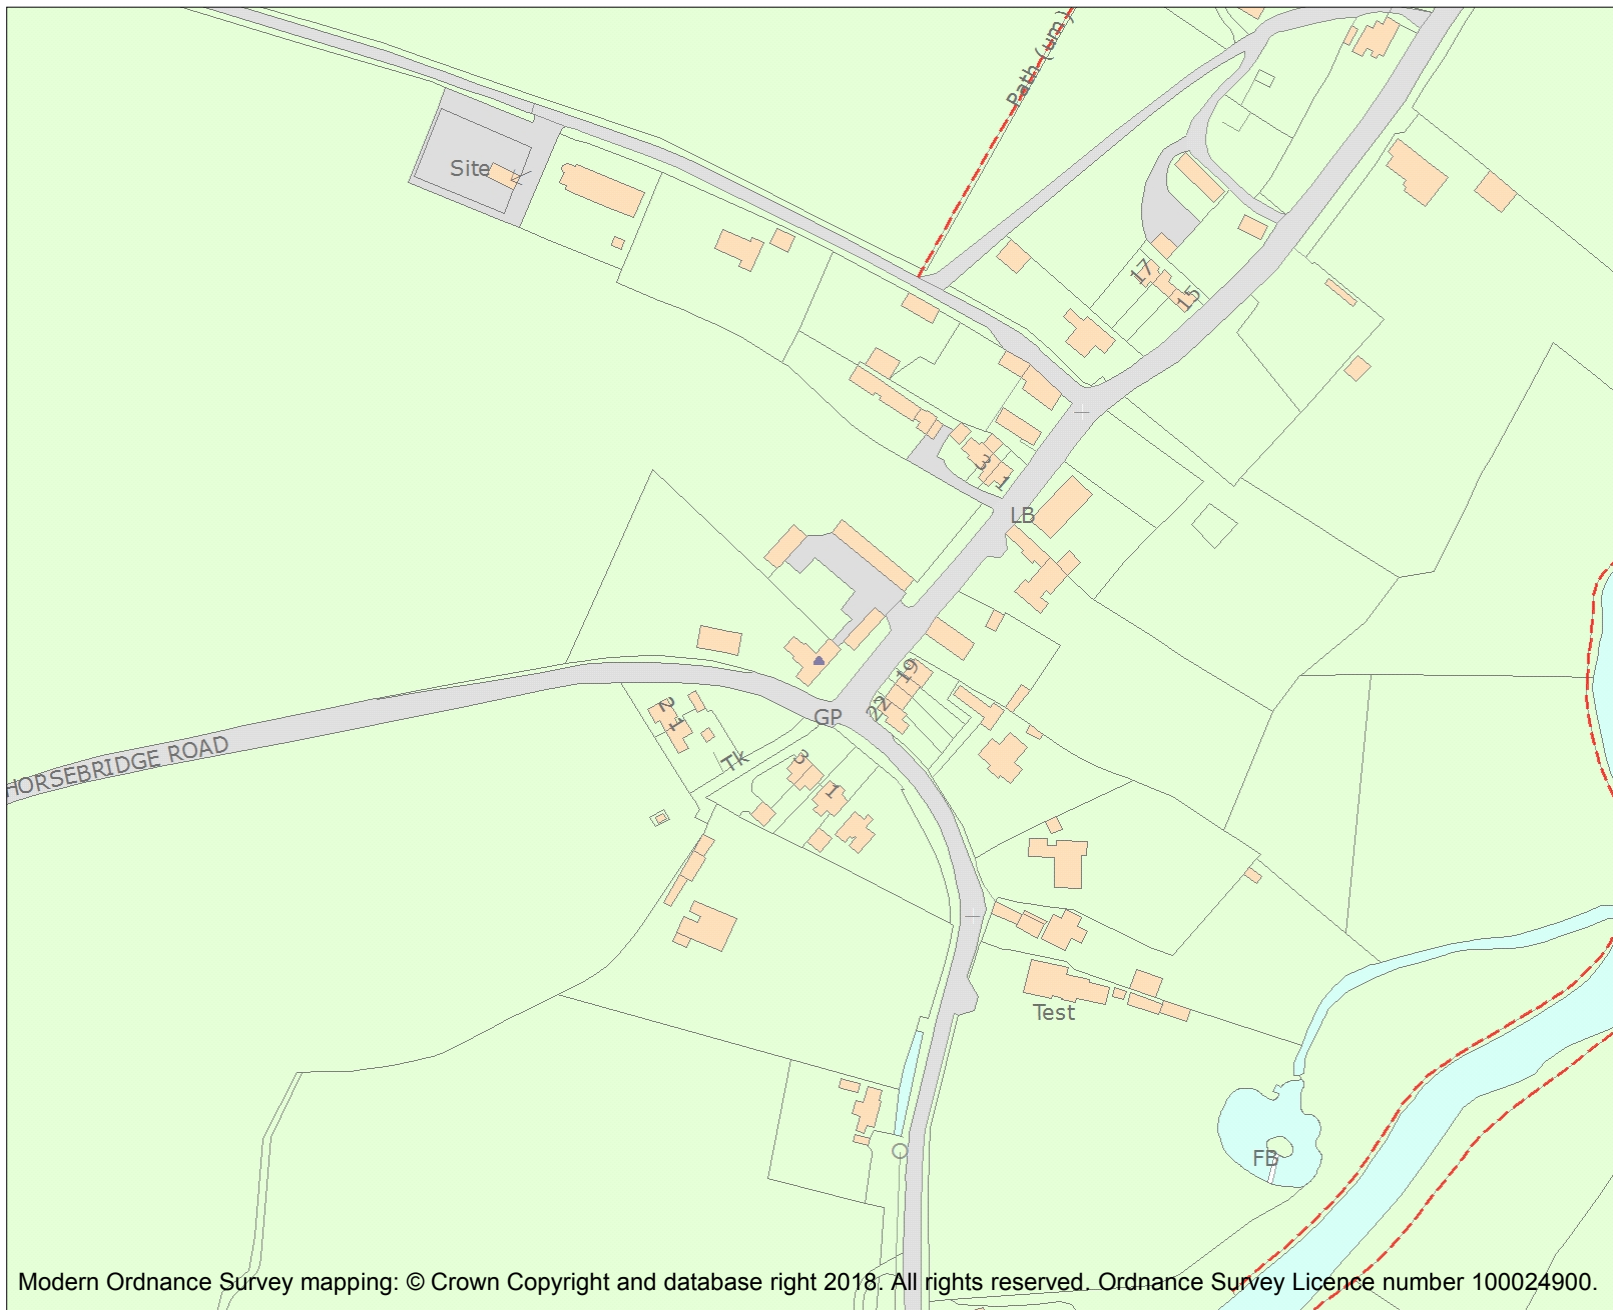 Path (um)
Site
17
15
3
1
LB
19
22
GP
2
1
HORSEBRIDGE ROAD
Tk
3
1
Test
FB
Modern Ordnance Survey mapping: © Crown Copyright and database right 2018. All rights reserved. Ordnance Survey Licence number 100024900.